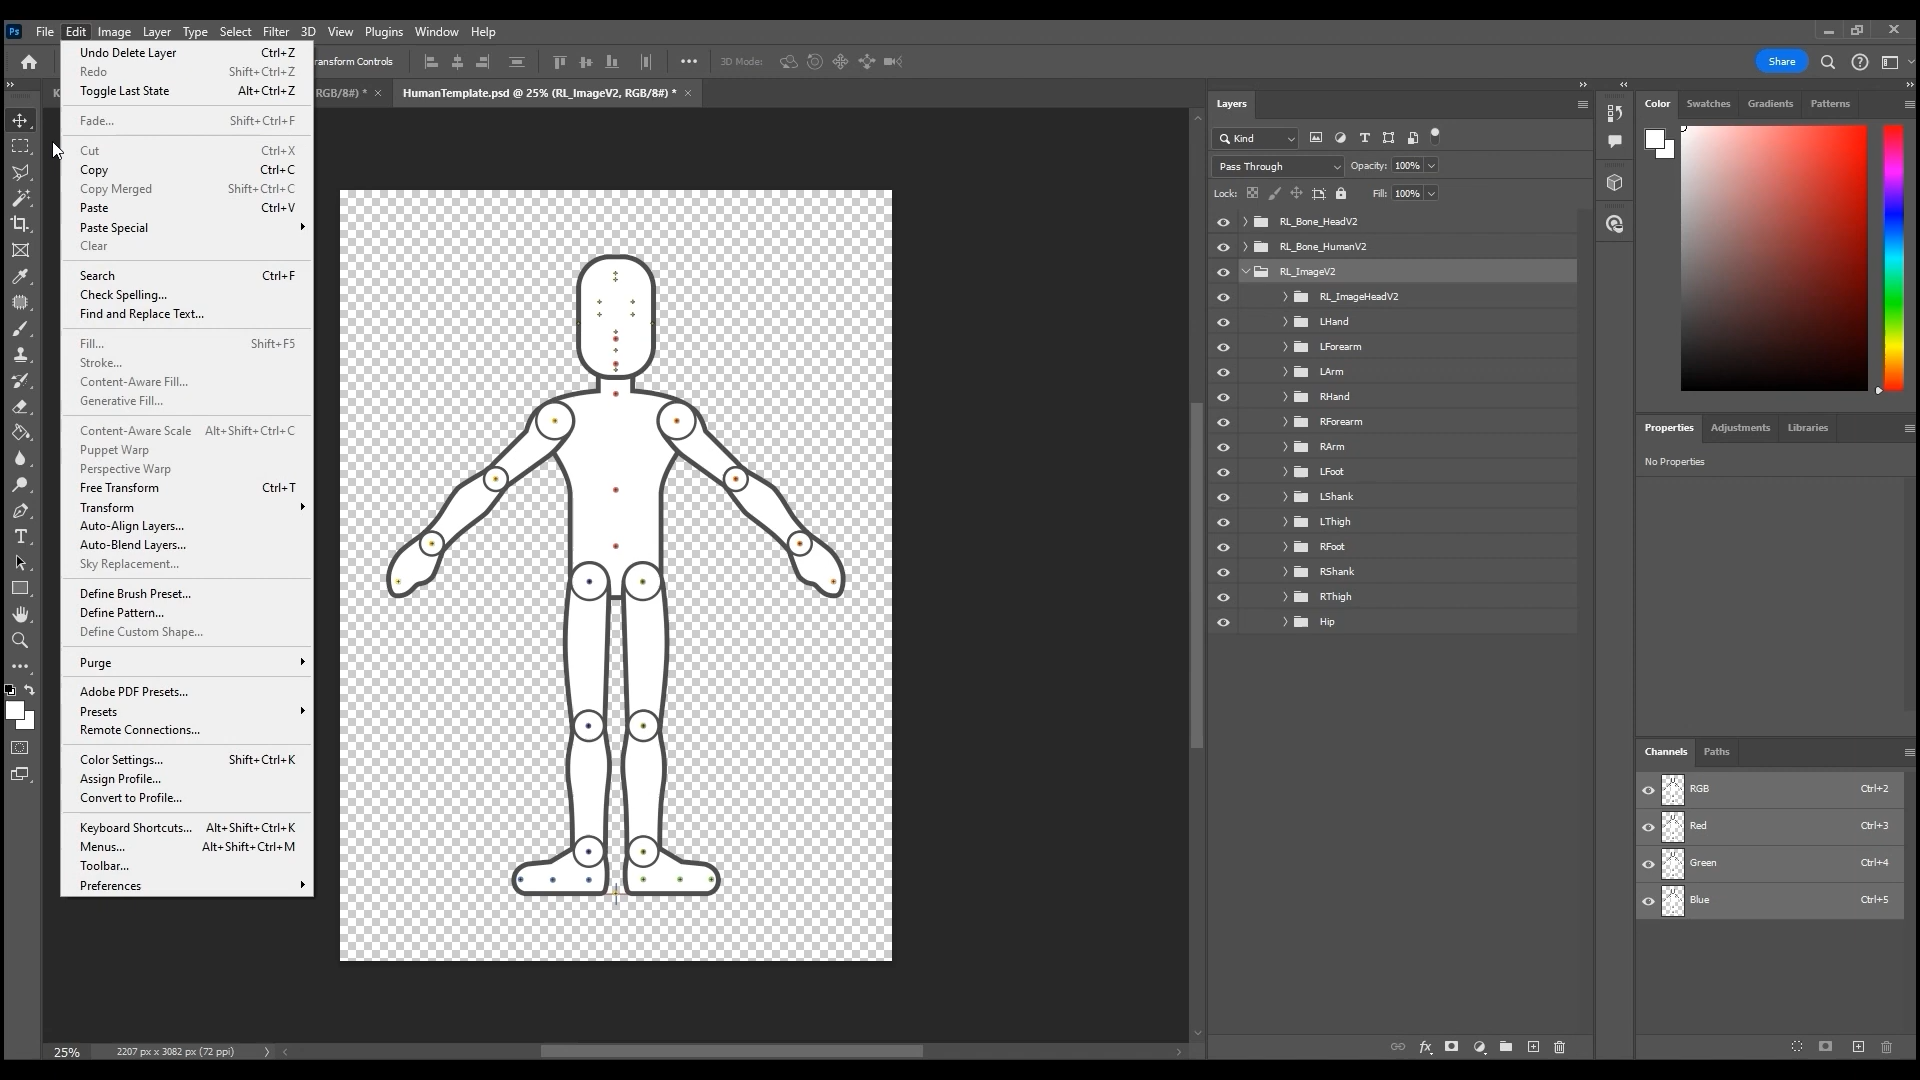 Ps File Edit Image Layer Type Select Filter 3D View Plugins Window Help
ransform Controls
3D Mode:
Share
RGB/8#) *
HumanTemplate.psd @ 25% (RL_ImageV2, RGB/8#) *
Undo Delete Layer Ctrl+Z
Redo Shift+Ctrl+Z
Toggle Last State Alt+Ctrl+Z
Fade... Shift+Ctrl+F
Cut Ctrl+X
Copy Ctrl+C
Copy Merged Shift+Ctrl+C
Paste Ctrl+V
Paste Special
Clear
Search Ctrl+F
Check Spelling...
Find and Replace Text...
Fill... Shift+F5
Stroke...
Content-Aware Fill...
Generative Fill...
Content-Aware Scale Alt+Shift+Ctrl+C
Puppet Warp
Perspective Warp
Free Transform Ctrl+T
Transform
Auto-Align Layers...
Auto-Blend Layers...
Sky Replacement...
Define Brush Preset...
Define Pattern...
Define Custom Shape...
Purge
Adobe PDF Presets...
Presets
Remote Connections...
Color Settings... Shift+Ctrl+K
Assign Profile...
Convert to Profile...
Keyboard Shortcuts... Alt+Shift+Ctrl+K
Menus... Alt+Shift+Ctrl+M
Toolbar...
Preferences
25% 2207 px x 3082 px (72 ppi)
Layers
Kind
Pass Through Opacity: 100%
Lock: Fill: 100%
RL_Bone_HeadV2
RL_Bone_HumanV2
RL_ImageV2
RL_ImageHeadV2
LHand
LForearm
LArm
RHand
RForearm
RArm
LFoot
LShank
LThigh
RFoot
RShank
RThigh
Hip
fx
Color Swatches Gradients Patterns
Properties Adjustments Libraries
No Properties
Channels Paths
RGB Ctrl+2
Red Ctrl+3
Green Ctrl+4
Blue Ctrl+5